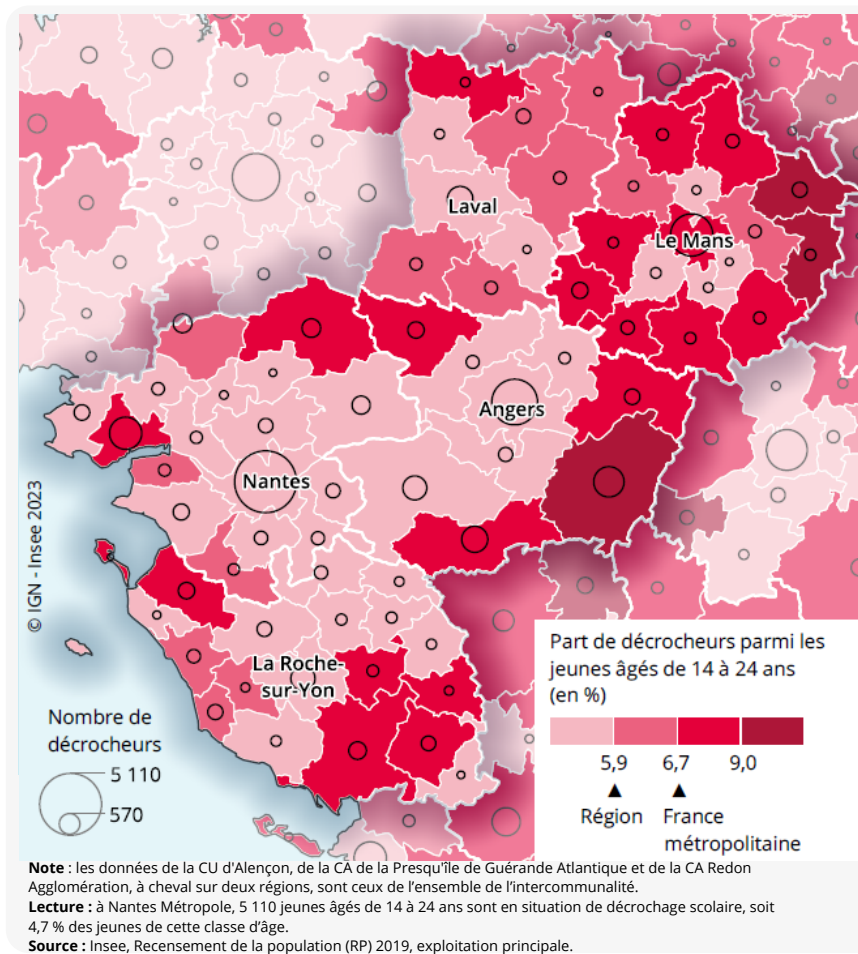 Laval
Le Mans
Angers
Nantes
La Roche-
sur-Yon
© IGN - Insee 2023
Nombre de
décrocheurs
5 110
570
Part de décrocheurs parmi les
jeunes âgés de 14 à 24 ans
(en %)
5,9 6,7 9,0
▲ ▲
Région France
métropolitaine
Note : les données de la CU d'Alençon, de la CA de la Presqu'île de Guérande Atlantique et de la CA Redon
Agglomération, à cheval sur deux régions, sont ceux de l'ensemble de l'intercommunalité.
Lecture : à Nantes Métropole, 5 110 jeunes âgés de 14 à 24 ans sont en situation de décrochage scolaire, soit
4,7 % des jeunes de cette classe d'âge.
Source : Insee, Recensement de la population (RP) 2019, exploitation principale.